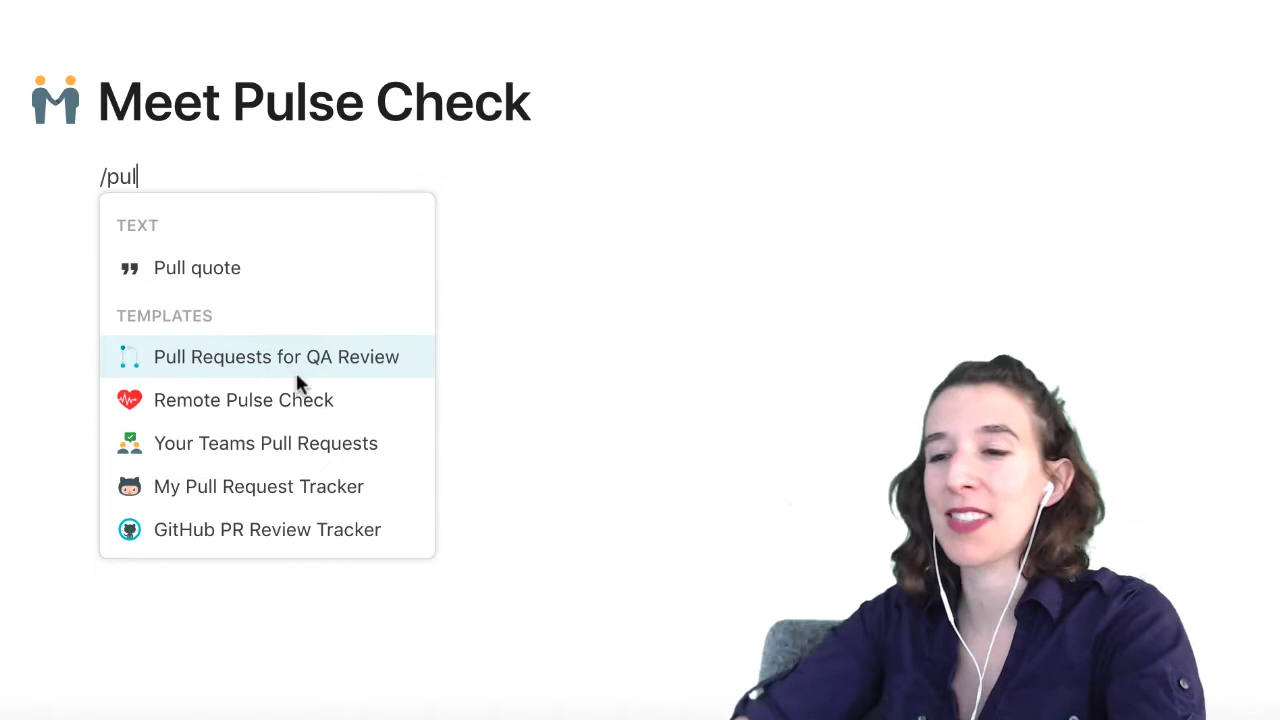 Meet Pulse Check
/pul
TEXT
Pull quote
TEMPLATES
Pull Requests for QA Review
Remote Pulse Check
Your Teams Pull Requests
My Pull Request Tracker
GitHub PR Review Tracker